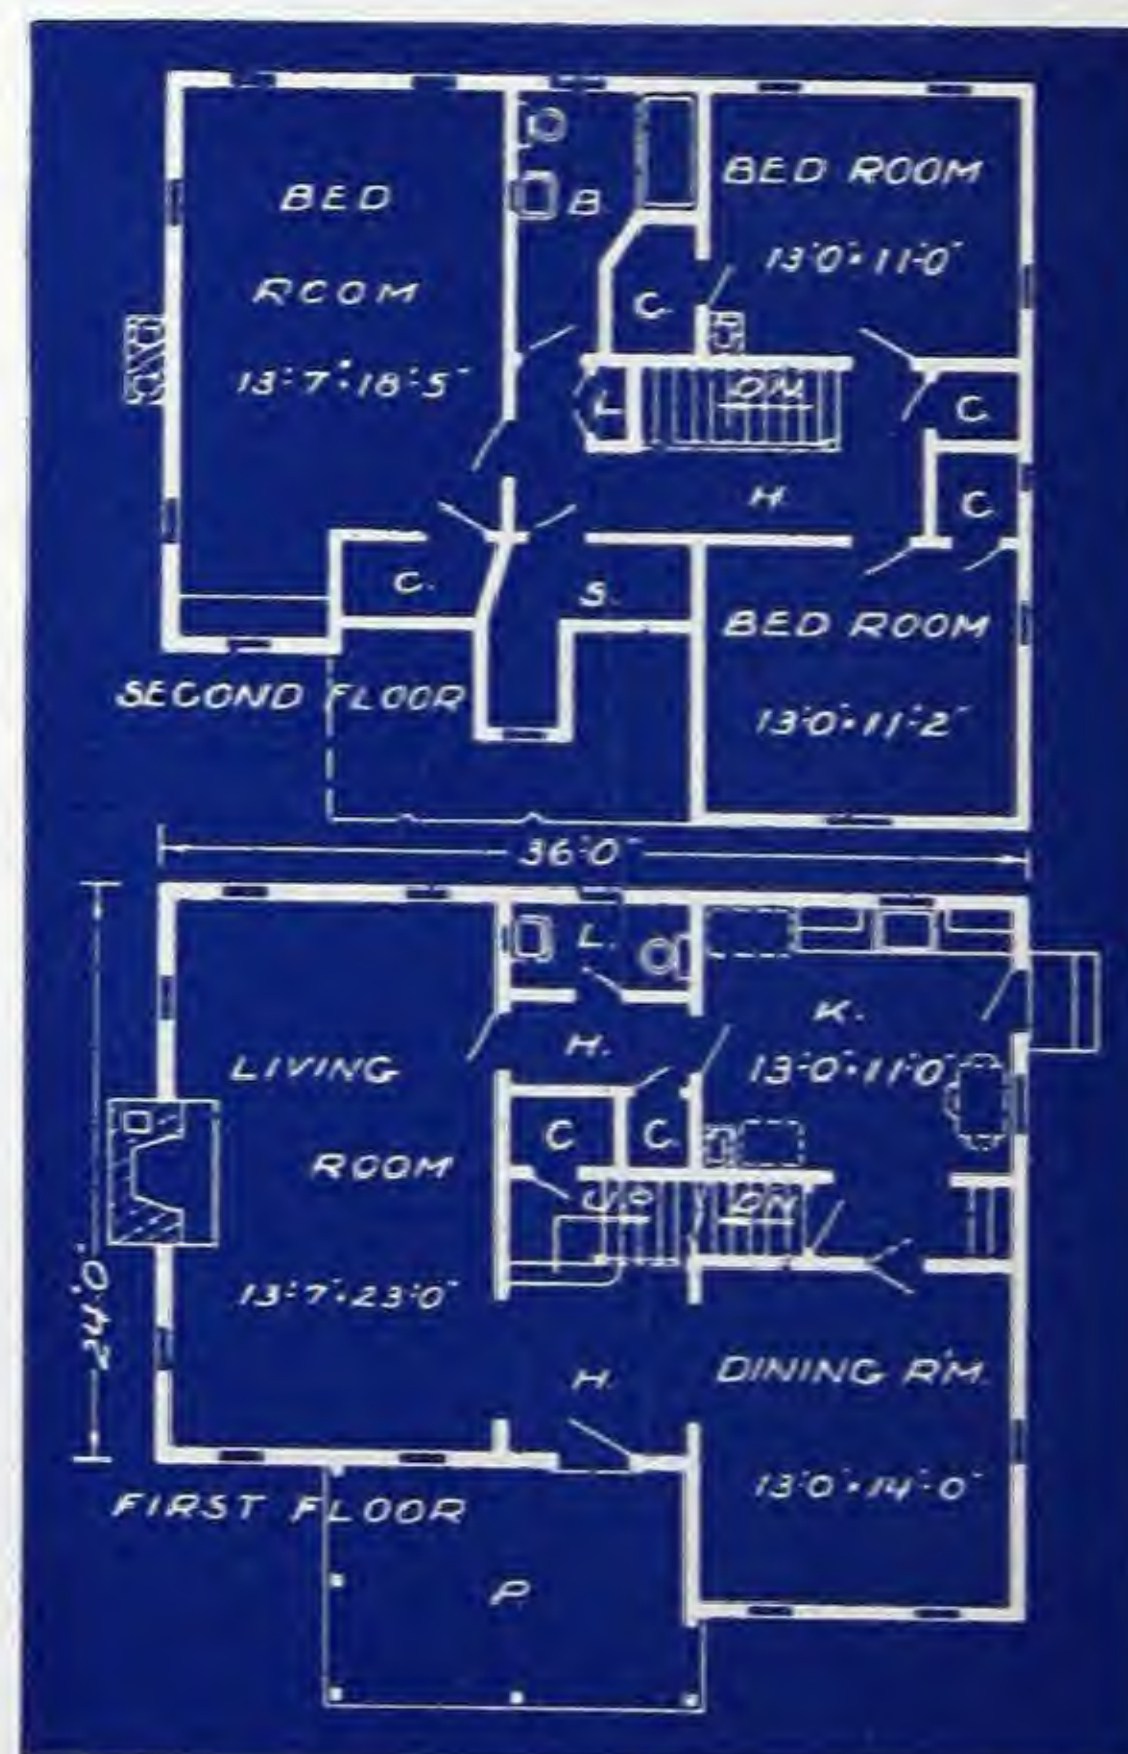 BED
ROOM
13'-7"•18'-5"
B.
BED ROOM
13'-0"•11'-0"
C.
L.
DN
C.
H.
C.
C.
S.
BED ROOM
13'-0"•11'-2"
SECOND FLOOR
36'-0"
24'-0"
L.
K.
13'-0"•11'-0"
H.
LIVING
ROOM
13'-7"•23'-0"
C
C.
UP
DN
H.
DINING R'M.
13'-0"•14'-0"
FIRST FLOOR
P.